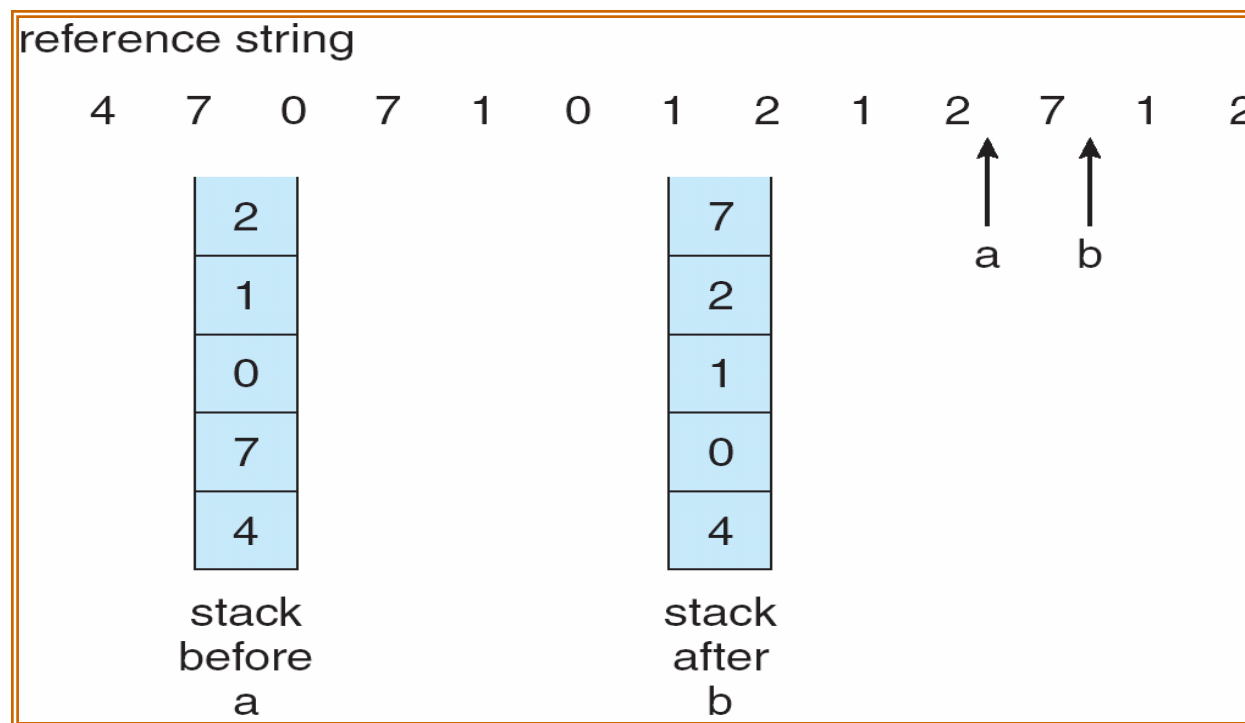 reference string
4 7 0 7 1 0 1 2 1 2 7 1 2
2 7
a b
1 2
0 1
7 0
4 4
stack stack
before after
a b